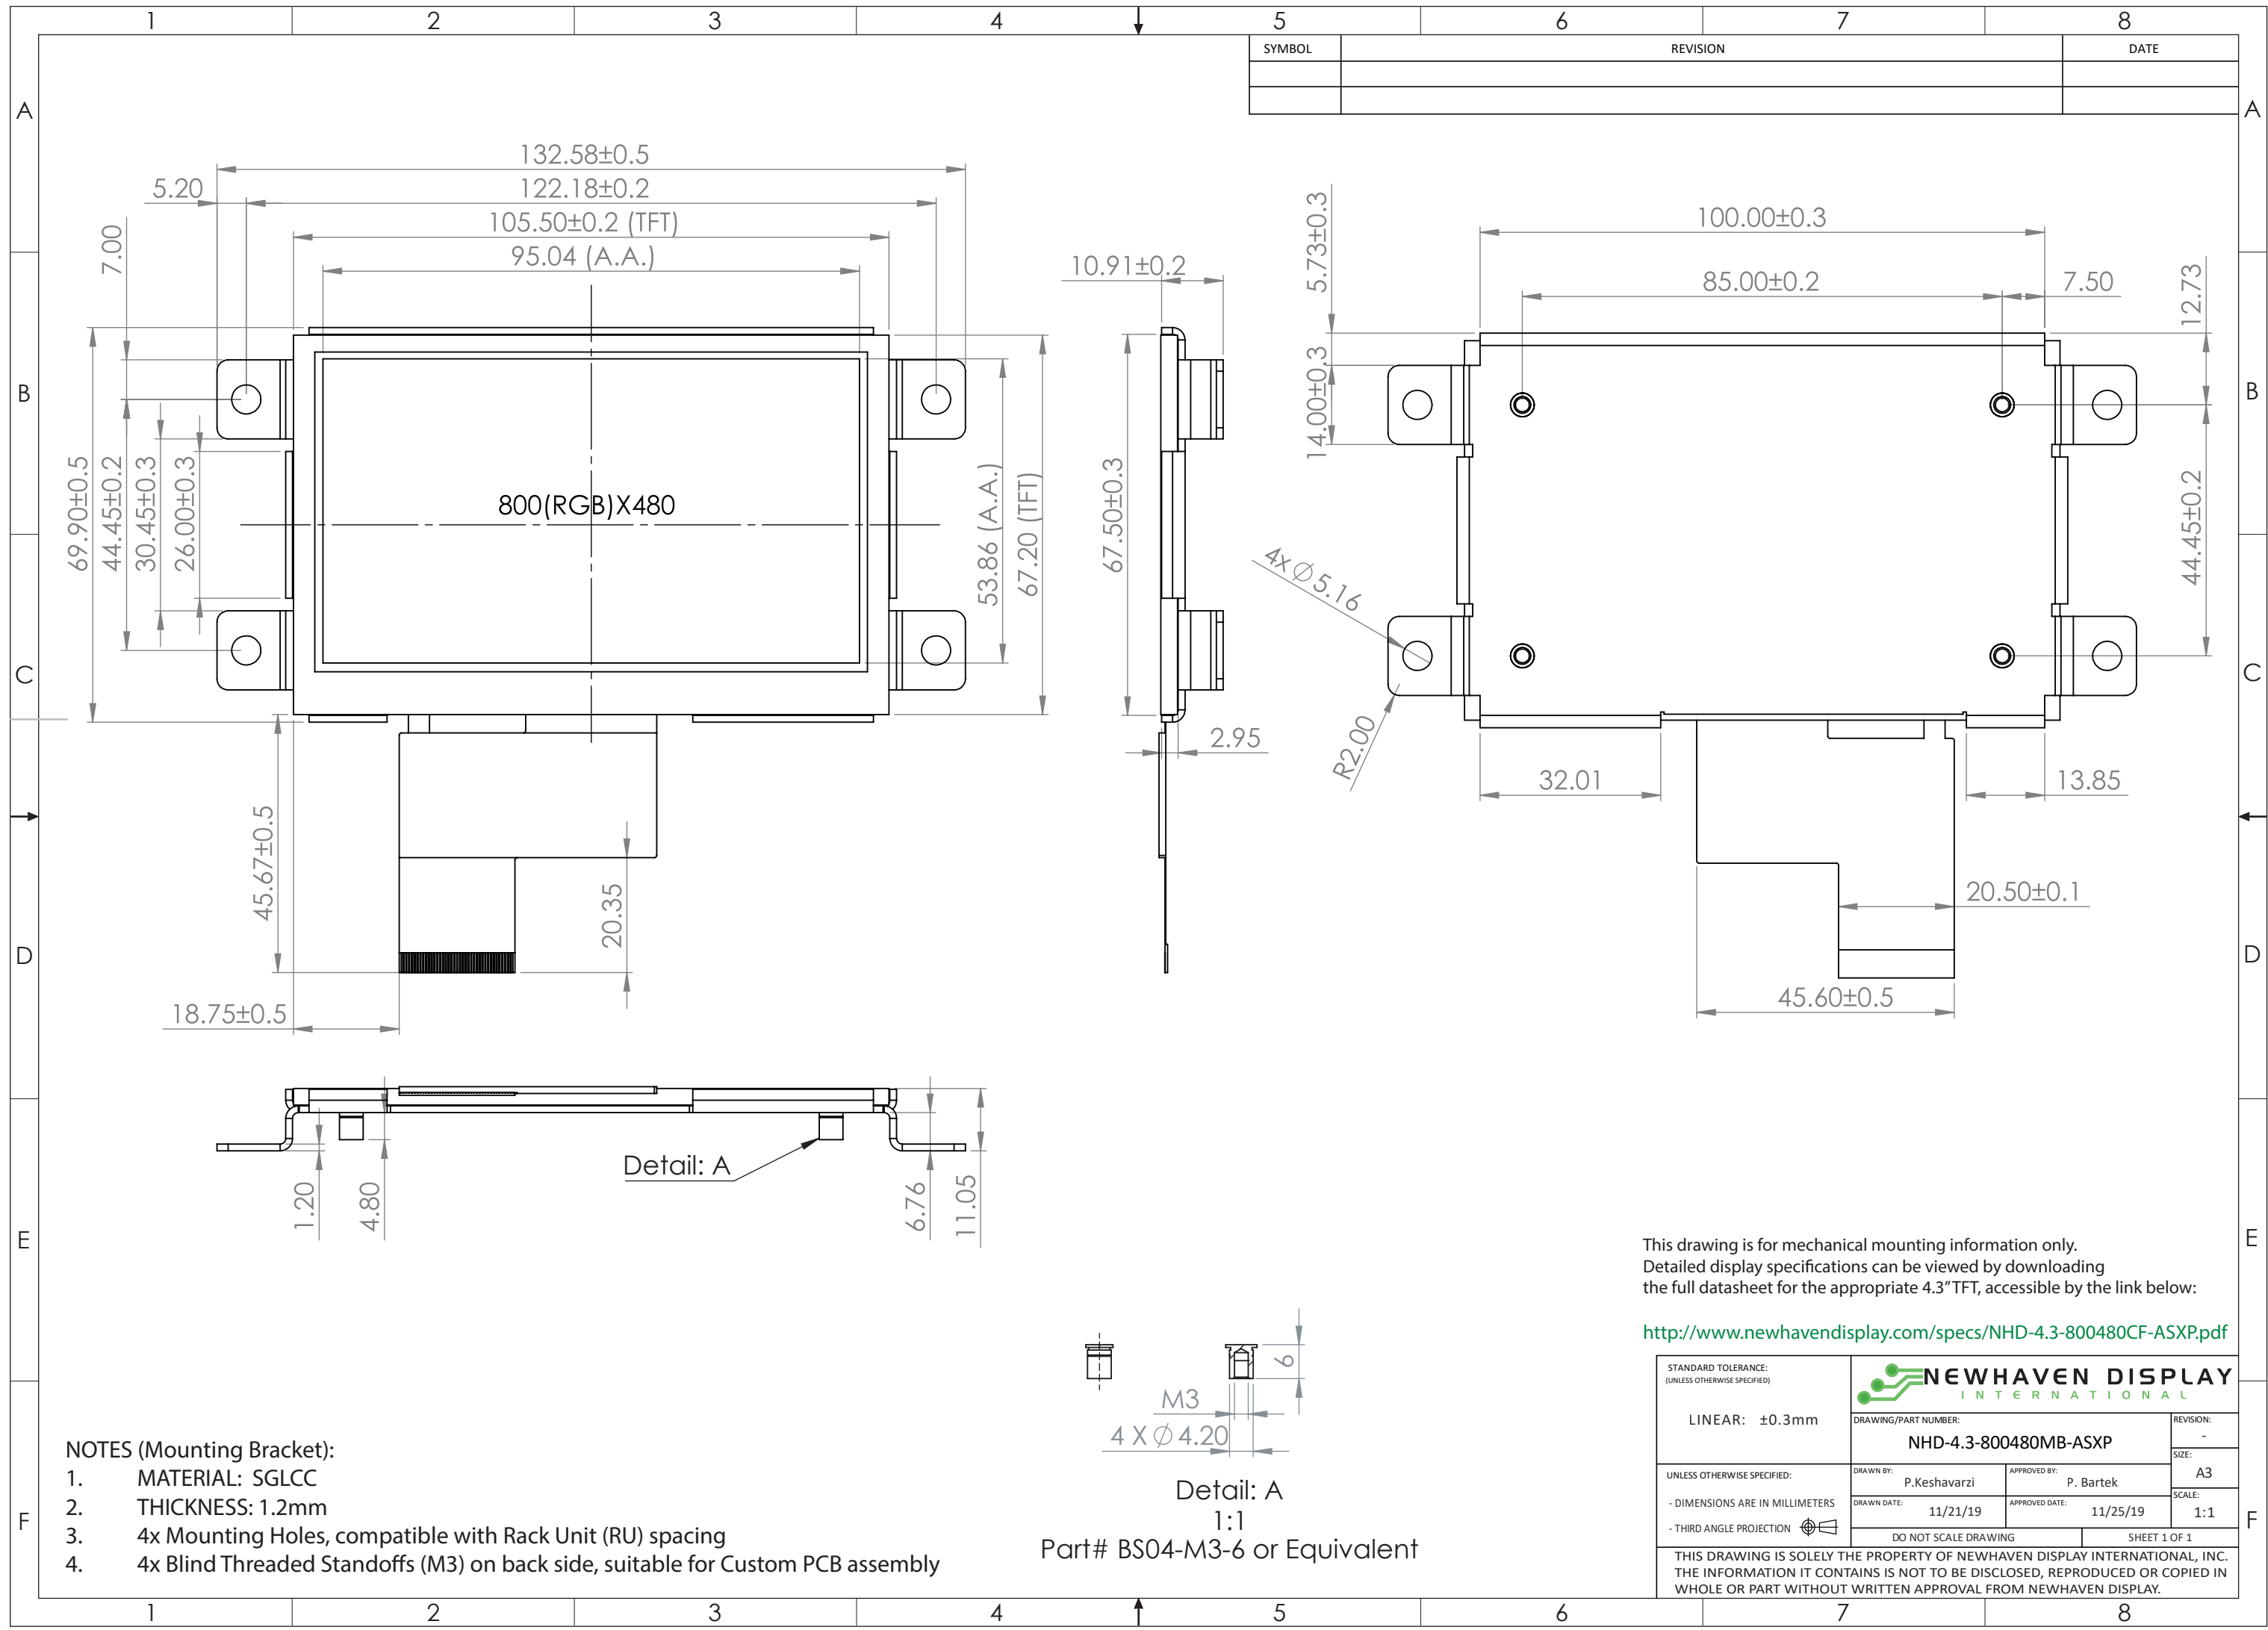 1 2 3 4 5 6 7 8
SYMBOL REVISION DATE
A A
B B
C C
D D
E E
F F
132.58±0.5
5.20
122.18±0.2
105.50±0.2 (TFT)
95.04 (A.A.)
7.00
69.90±0.5
44.45±0.2
30.45±0.3
26.00±0.3
800(RGB)X480
53.86 (A.A.)
67.20 (TFT)
45.67±0.5
20.35
18.75±0.5
10.91±0.2
67.50±0.3
2.95
5.73±0.3
14.00±0.3
100.00±0.3
85.00±0.2
7.50
12.73
44.45±0.2
4x∅5.16
R2.00
32.01
13.85
20.50±0.1
45.60±0.5
1.20
4.80
Detail: A
6.76
11.05
6
M3
4 X ∅ 4.20
Detail: A
1:1
Part# BS04-M3-6 or Equivalent
NOTES (Mounting Bracket):
1. MATERIAL: SGLCC
2. THICKNESS: 1.2mm
3. 4x Mounting Holes, compatible with Rack Unit (RU) spacing
4. 4x Blind Threaded Standoffs (M3) on back side, suitable for Custom PCB assembly
This drawing is for mechanical mounting information only.
Detailed display specifications can be viewed by downloading
the full datasheet for the appropriate 4.3” TFT, accessible by the link below:
http://www.newhavendisplay.com/specs/NHD-4.3-800480CF-ASXP.pdf
STANDARD TOLERANCE:
(UNLESS OTHERWISE SPECIFIED)
LINEAR: ±0.3mm
NEWHAVEN DISPLAY
INTERNATIONAL
DRAWING/PART NUMBER:
NHD-4.3-800480MB-ASXP
REVISION:
-
SIZE:
A3
SCALE:
1:1
UNLESS OTHERWISE SPECIFIED:
- DIMENSIONS ARE IN MILLIMETERS
- THIRD ANGLE PROJECTION
DRAWN BY:
P.Keshavarzi
APPROVED BY:
P. Bartek
DRAWN DATE:
11/21/19
APPROVED DATE:
11/25/19
DO NOT SCALE DRAWING
SHEET 1 OF 1
THIS DRAWING IS SOLELY THE PROPERTY OF NEWHAVEN DISPLAY INTERNATIONAL, INC.
THE INFORMATION IT CONTAINS IS NOT TO BE DISCLOSED, REPRODUCED OR COPIED IN
WHOLE OR PART WITHOUT WRITTEN APPROVAL FROM NEWHAVEN DISPLAY.
1 2 3 4 5 6 7 8